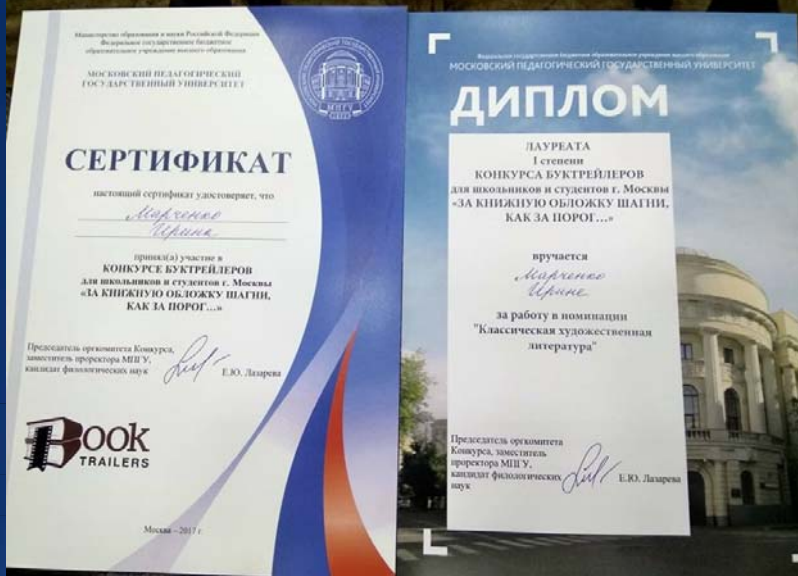 Министерство образования и науки Российской Федерации
Федеральное государственное бюджетное
образовательное учреждение высшего образования
МОСКОВСКИЙ ПЕДАГОГИЧЕСКИЙ
ГОСУДАРСТВЕННЫЙ УНИВЕРСИТЕТ
МПГУ
СЕРТИФИКАТ
настоящий сертификат удостоверяет, что
Марченко
Ирина
принял(а) участие в
КОНКУРСЕ БУКТРЕЙЛЕРОВ
для школьников и студентов г. Москвы
«ЗА КНИЖНУЮ ОБЛОЖКУ ШАГНИ,
КАК ЗА ПОРОГ…»
Председатель оргкомитета Конкурса,
заместитель проректора МПГУ,
кандидат филологических наук Е.Ю. Лазарева
Book
TRAILERS
Москва – 2017 г.
Федеральное государственное бюджетное образовательное учреждение высшего образования
МОСКОВСКИЙ ПЕДАГОГИЧЕСКИЙ ГОСУДАРСТВЕННЫЙ УНИВЕРСИТЕТ
ДИПЛОМ
ЛАУРЕАТА
I степени
КОНКУРСА БУКТРЕЙЛЕРОВ
для школьников и студентов г. Москвы
«ЗА КНИЖНУЮ ОБЛОЖКУ ШАГНИ,
КАК ЗА ПОРОГ…»
вручается
Марченко
Ирине
за работу в номинации
"Классическая художественная
литература"
Председатель оргкомитета
Конкурса, заместитель
проректора МПГУ,
кандидат филологических
наук Е.Ю. Лазарева